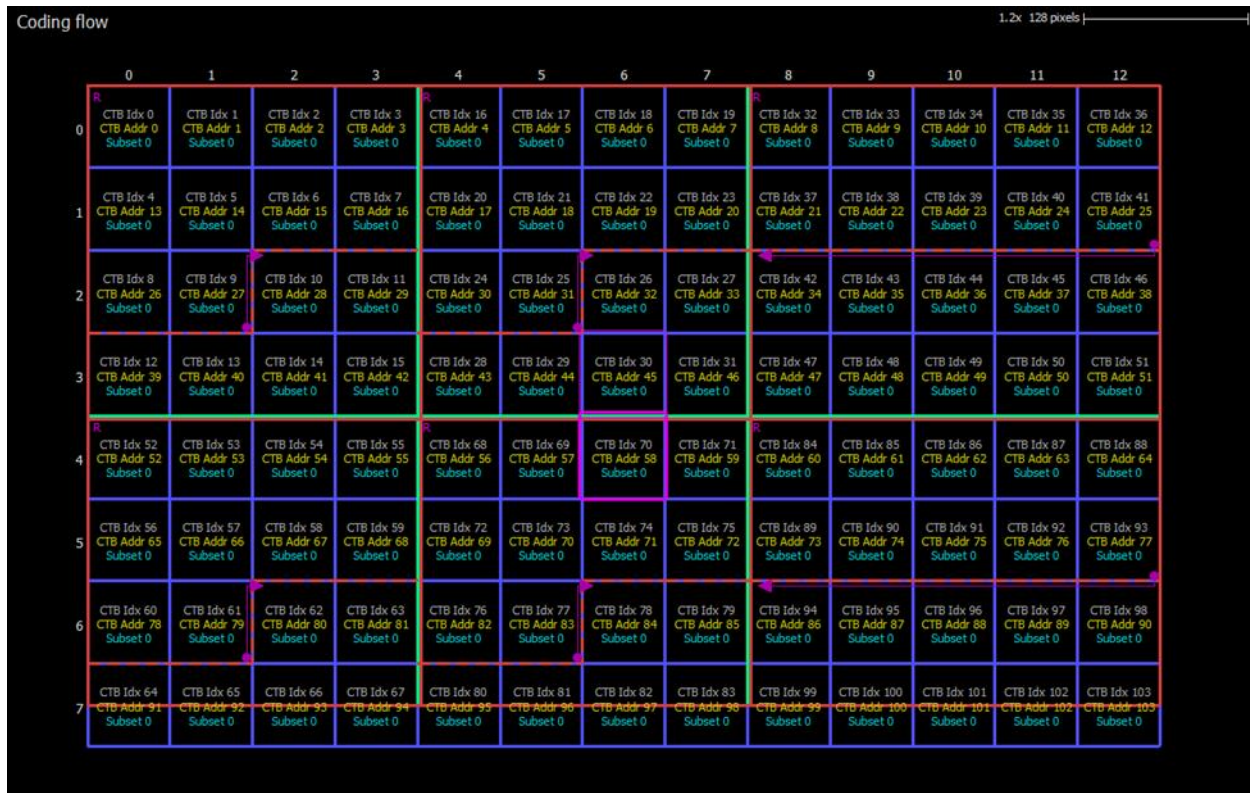 Coding flow
1.2x 128 pixels
0 1 2 3 4 5 6 7 8 9 10 11 12
R R R
CTB Idx 0 CTB Idx 1 CTB Idx 2 CTB Idx 3 CTB Idx 16 CTB Idx 17 CTB Idx 18 CTB Idx 19 CTB Idx 32 CTB Idx 33 CTB Idx 34 CTB Idx 35 CTB Idx 36
0 CTB Addr 0 CTB Addr 1 CTB Addr 2 CTB Addr 3 CTB Addr 4 CTB Addr 5 CTB Addr 6 CTB Addr 7 CTB Addr 8 CTB Addr 9 CTB Addr 10 CTB Addr 11 CTB Addr 12
Subset 0 Subset 0 Subset 0 Subset 0 Subset 0 Subset 0 Subset 0 Subset 0 Subset 0 Subset 0 Subset 0 Subset 0 Subset 0
CTB Idx 4 CTB Idx 5 CTB Idx 6 CTB Idx 7 CTB Idx 20 CTB Idx 21 CTB Idx 22 CTB Idx 23 CTB Idx 37 CTB Idx 38 CTB Idx 39 CTB Idx 40 CTB Idx 41
1 CTB Addr 13 CTB Addr 14 CTB Addr 15 CTB Addr 16 CTB Addr 17 CTB Addr 18 CTB Addr 19 CTB Addr 20 CTB Addr 21 CTB Addr 22 CTB Addr 23 CTB Addr 24 CTB Addr 25
Subset 0 Subset 0 Subset 0 Subset 0 Subset 0 Subset 0 Subset 0 Subset 0 Subset 0 Subset 0 Subset 0 Subset 0 Subset 0
CTB Idx 8 CTB Idx 9 CTB Idx 10 CTB Idx 11 CTB Idx 24 CTB Idx 25 CTB Idx 26 CTB Idx 27 CTB Idx 42 CTB Idx 43 CTB Idx 44 CTB Idx 45 CTB Idx 46
2 CTB Addr 26 CTB Addr 27 CTB Addr 28 CTB Addr 29 CTB Addr 30 CTB Addr 31 CTB Addr 32 CTB Addr 33 CTB Addr 34 CTB Addr 35 CTB Addr 36 CTB Addr 37 CTB Addr 38
Subset 0 Subset 0 Subset 0 Subset 0 Subset 0 Subset 0 Subset 0 Subset 0 Subset 0 Subset 0 Subset 0 Subset 0 Subset 0
CTB Idx 12 CTB Idx 13 CTB Idx 14 CTB Idx 15 CTB Idx 28 CTB Idx 29 CTB Idx 30 CTB Idx 31 CTB Idx 47 CTB Idx 48 CTB Idx 49 CTB Idx 50 CTB Idx 51
3 CTB Addr 39 CTB Addr 40 CTB Addr 41 CTB Addr 42 CTB Addr 43 CTB Addr 44 CTB Addr 45 CTB Addr 46 CTB Addr 47 CTB Addr 48 CTB Addr 49 CTB Addr 50 CTB Addr 51
Subset 0 Subset 0 Subset 0 Subset 0 Subset 0 Subset 0 Subset 0 Subset 0 Subset 0 Subset 0 Subset 0 Subset 0 Subset 0
R R R
CTB Idx 52 CTB Idx 53 CTB Idx 54 CTB Idx 55 CTB Idx 68 CTB Idx 69 CTB Idx 70 CTB Idx 71 CTB Idx 84 CTB Idx 85 CTB Idx 86 CTB Idx 87 CTB Idx 88
4 CTB Addr 52 CTB Addr 53 CTB Addr 54 CTB Addr 55 CTB Addr 56 CTB Addr 57 CTB Addr 58 CTB Addr 59 CTB Addr 60 CTB Addr 61 CTB Addr 62 CTB Addr 63 CTB Addr 64
Subset 0 Subset 0 Subset 0 Subset 0 Subset 0 Subset 0 Subset 0 Subset 0 Subset 0 Subset 0 Subset 0 Subset 0 Subset 0
CTB Idx 56 CTB Idx 57 CTB Idx 58 CTB Idx 59 CTB Idx 72 CTB Idx 73 CTB Idx 74 CTB Idx 75 CTB Idx 89 CTB Idx 90 CTB Idx 91 CTB Idx 92 CTB Idx 93
5 CTB Addr 65 CTB Addr 66 CTB Addr 67 CTB Addr 68 CTB Addr 69 CTB Addr 70 CTB Addr 71 CTB Addr 72 CTB Addr 73 CTB Addr 74 CTB Addr 75 CTB Addr 76 CTB Addr 77
Subset 0 Subset 0 Subset 0 Subset 0 Subset 0 Subset 0 Subset 0 Subset 0 Subset 0 Subset 0 Subset 0 Subset 0 Subset 0
CTB Idx 60 CTB Idx 61 CTB Idx 62 CTB Idx 63 CTB Idx 76 CTB Idx 77 CTB Idx 78 CTB Idx 79 CTB Idx 94 CTB Idx 95 CTB Idx 96 CTB Idx 97 CTB Idx 98
6 CTB Addr 78 CTB Addr 79 CTB Addr 80 CTB Addr 81 CTB Addr 82 CTB Addr 83 CTB Addr 84 CTB Addr 85 CTB Addr 86 CTB Addr 87 CTB Addr 88 CTB Addr 89 CTB Addr 90
Subset 0 Subset 0 Subset 0 Subset 0 Subset 0 Subset 0 Subset 0 Subset 0 Subset 0 Subset 0 Subset 0 Subset 0 Subset 0
CTB Idx 64 CTB Idx 65 CTB Idx 66 CTB Idx 67 CTB Idx 80 CTB Idx 81 CTB Idx 82 CTB Idx 83 CTB Idx 99 CTB Idx 100 CTB Idx 101 CTB Idx 102 CTB Idx 103
7 CTB Addr 91 CTB Addr 92 CTB Addr 93 CTB Addr 94 CTB Addr 95 CTB Addr 96 CTB Addr 97 CTB Addr 98 CTB Addr 99 CTB Addr 100 CTB Addr 101 CTB Addr 102 CTB Addr 103
Subset 0 Subset 0 Subset 0 Subset 0 Subset 0 Subset 0 Subset 0 Subset 0 Subset 0 Subset 0 Subset 0 Subset 0 Subset 0